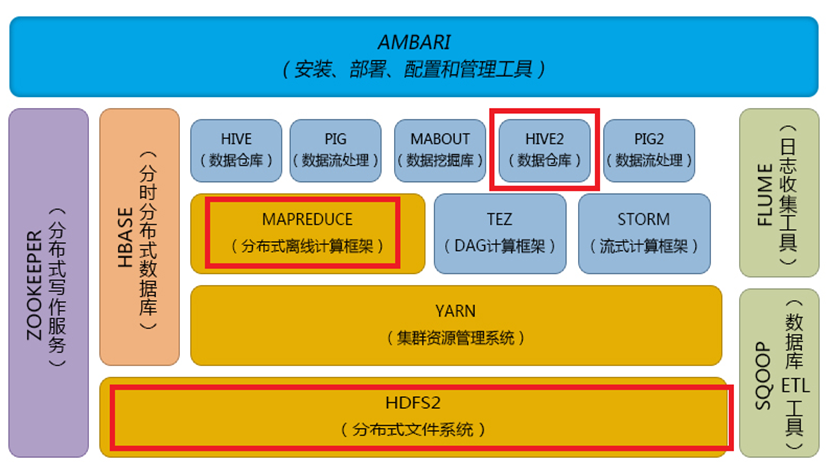 AMBARI
（安装、部署、配置和管理工具）
ZOOKEEPER
（分布式写作服务）
HBASE
（分时分布式数据库）
HIVE
（数据仓库）
PIG
（数据流处理）
MABOUT
（数据挖掘库）
HIVE2
（数据仓库）
PIG2
（数据流处理）
MAPREDUCE
（分布式离线计算框架）
TEZ
（DAG计算框架）
STORM
（流式计算框架）
YARN
（集群资源管理系统）
HDFS2
（分布式文件系统）
FLUME
（日志收集工具）
SQOOP
（数据库ETL工具）